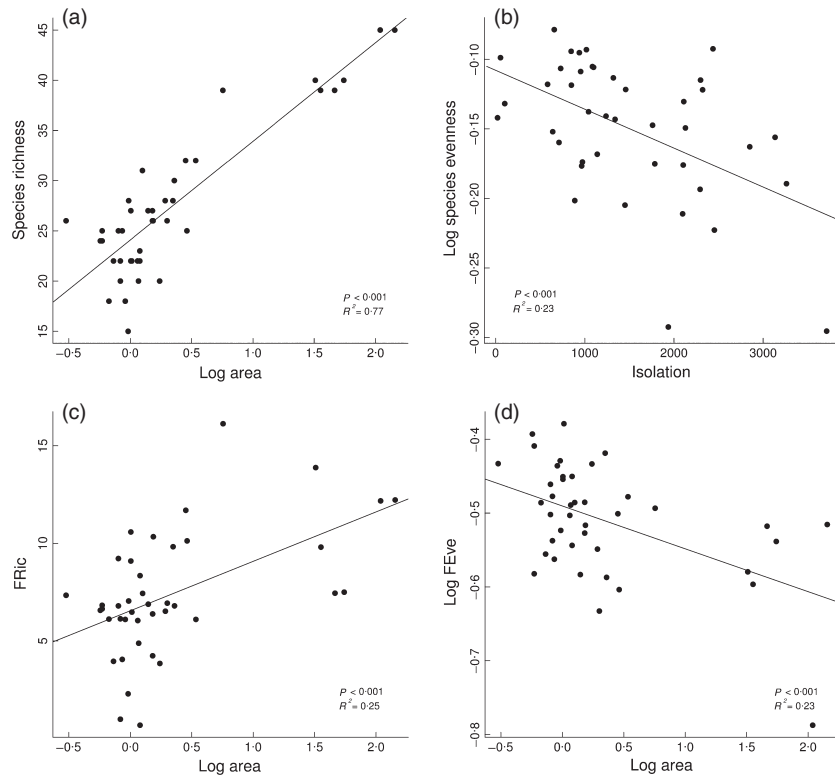 (a)
Species richness
45
40
35
30
25
20
15
P < 0·001
R² = 0·77
−0·5 0·0 0·5 1·0 1·5 2·0
Log area
(b)
Log species evenness
−0·10
−0·15
−0·20
−0·25
−0·30
P < 0·001
R² = 0·23
0 1000 2000 3000
Isolation
(c)
FRic
15
10
5
P < 0·001
R² = 0·25
−0·5 0·0 0·5 1·0 1·5 2·0
Log area
(d)
Log FEve
−0·4
−0·5
−0·6
−0·7
−0·8
P < 0·001
R² = 0·23
−0·5 0·0 0·5 1·0 1·5 2·0
Log area